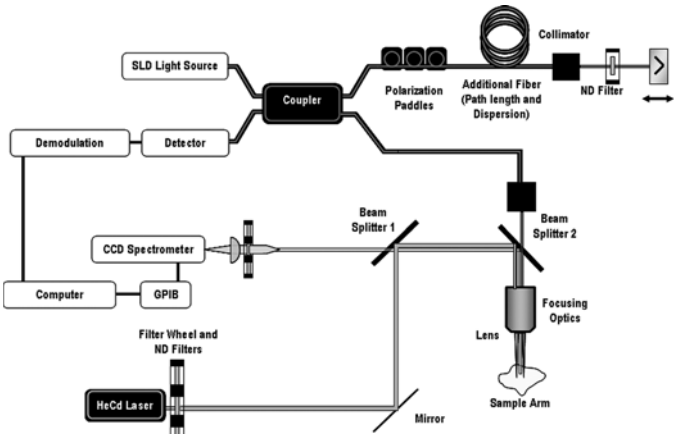 Collimator
SLD Light Source
Coupler
Polarization
Paddles
Additional Fiber
(Path length and
Dispersion)
ND Filter
Demodulation
Detector
Beam
Splitter 1
Beam
Splitter 2
CCD Spectrometer
Computer
GPIB
Focusing
Optics
Filter Wheel and
ND Filters
Lens
HeCd Laser
Mirror
Sample Arm